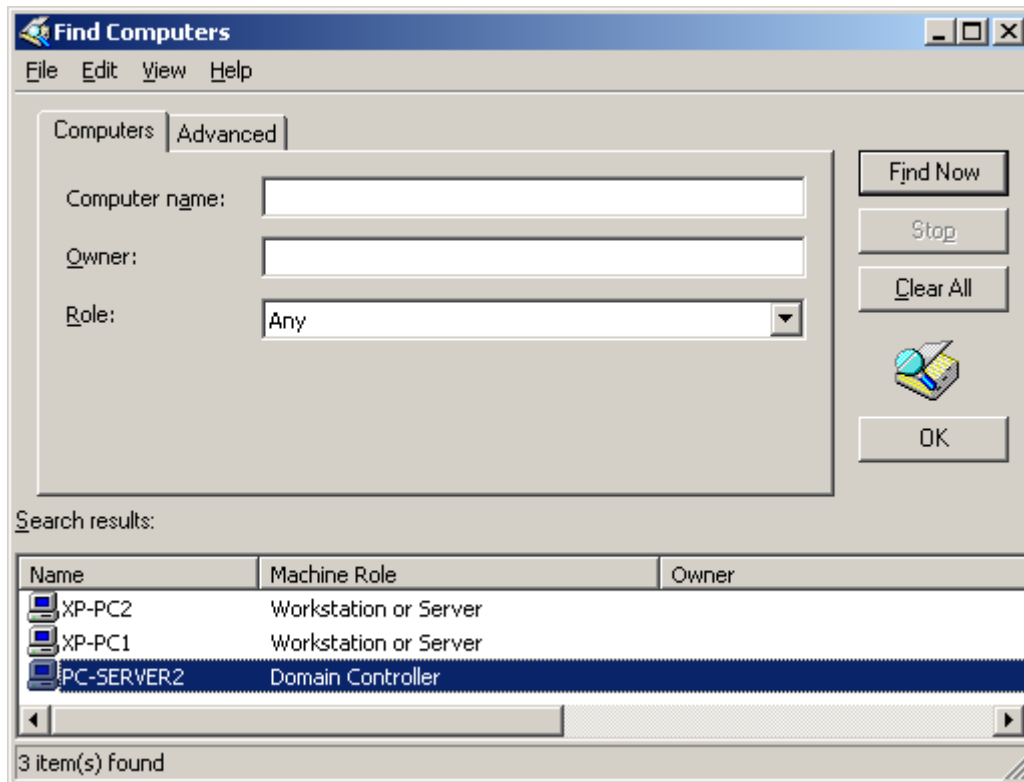 Find Computers
File Edit View Help
Computers Advanced
Computer name:
Owner:
Role: Any
Find Now
Stop
Clear All
OK
Search results:
Name Machine Role Owner
XP-PC2 Workstation or Server
XP-PC1 Workstation or Server
PC-SERVER2 Domain Controller
3 item(s) found